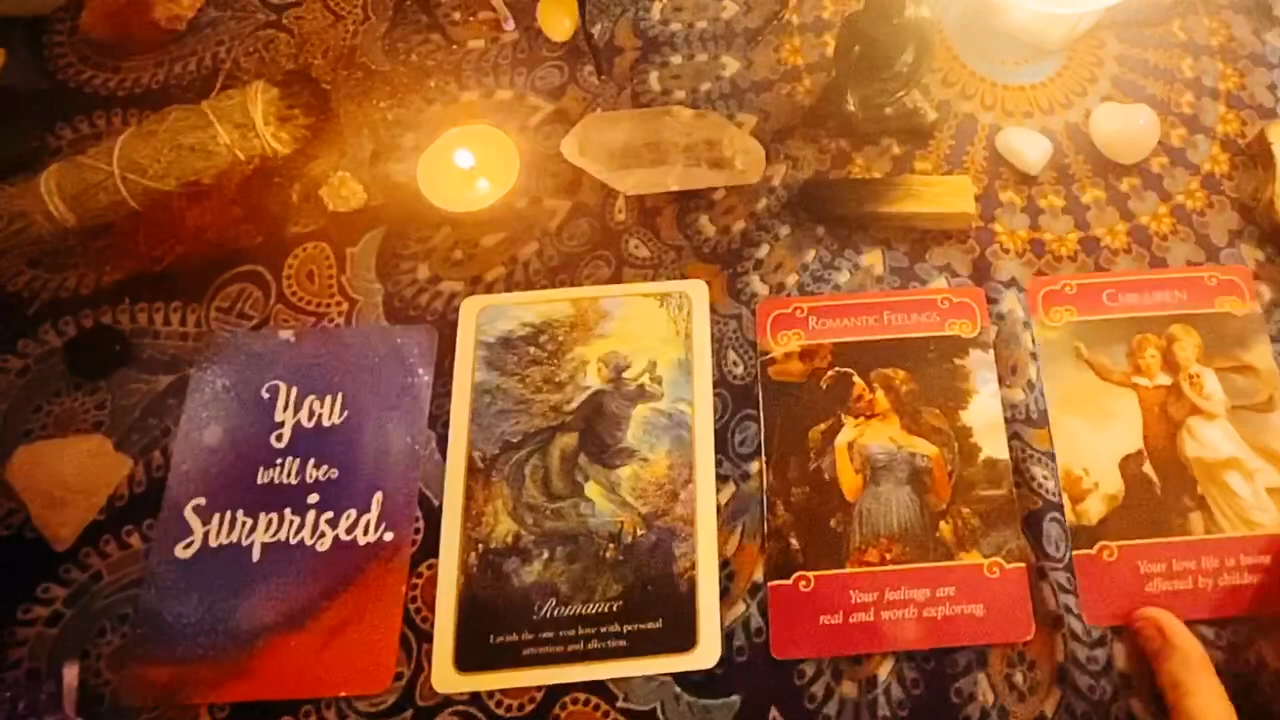 You
will be
Surprised.
Romance
Lavish the one you love with personal
attention and affection.
ROMANTIC FEELINGS
Your feelings are
real and worth exploring.
CHILDREN
Your love life is being
affected by children